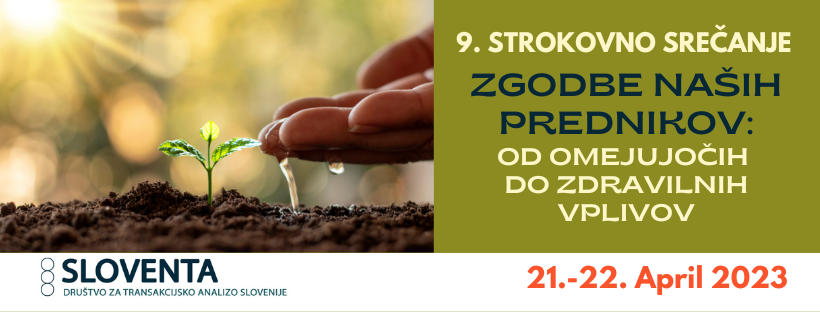 9. STROKOVNO SREČANJE
ZGODBE NAŠIH
PREDNIKOV:
OD OMEJUJOČIH
DO ZDRAVILNIH
VPLIVOV
SLOVENTA
DRUŠTVO ZA TRANSAKCIJSKO ANALIZO SLOVENIJE
21.-22. April 2023